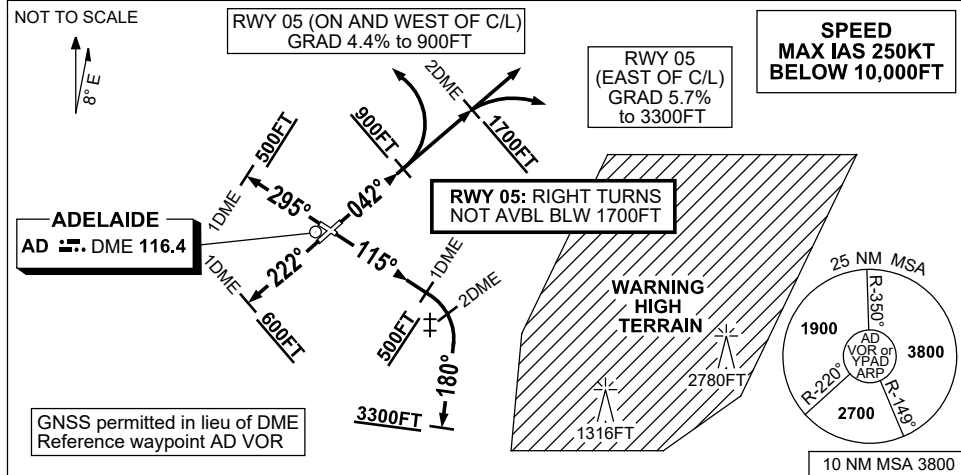 NOT TO SCALE
8° E
RWY 05 (ON AND WEST OF C/L)
GRAD 4.4% to 900FT
RWY 05
(EAST OF C/L)
GRAD 5.7%
to 3300FT
SPEED
MAX IAS 250KT
BELOW 10,000FT
2DME
900FT
1700FT
500FT
1DME
295°
042°
RWY 05: RIGHT TURNS
NOT AVBL BLW 1700FT
ADELAIDE
AD DME 116.4
1DME
222°
600FT
115°
1DME
2DME
500FT
180°
3300FT
WARNING
HIGH
TERRAIN
2780FT
1316FT
25 NM MSA
R-350°
1900
3800
AD
VOR or
YPAD
ARP
R-220°
R-149°
2700
GNSS permitted in lieu of DME
Reference waypoint AD VOR
10 NM MSA 3800